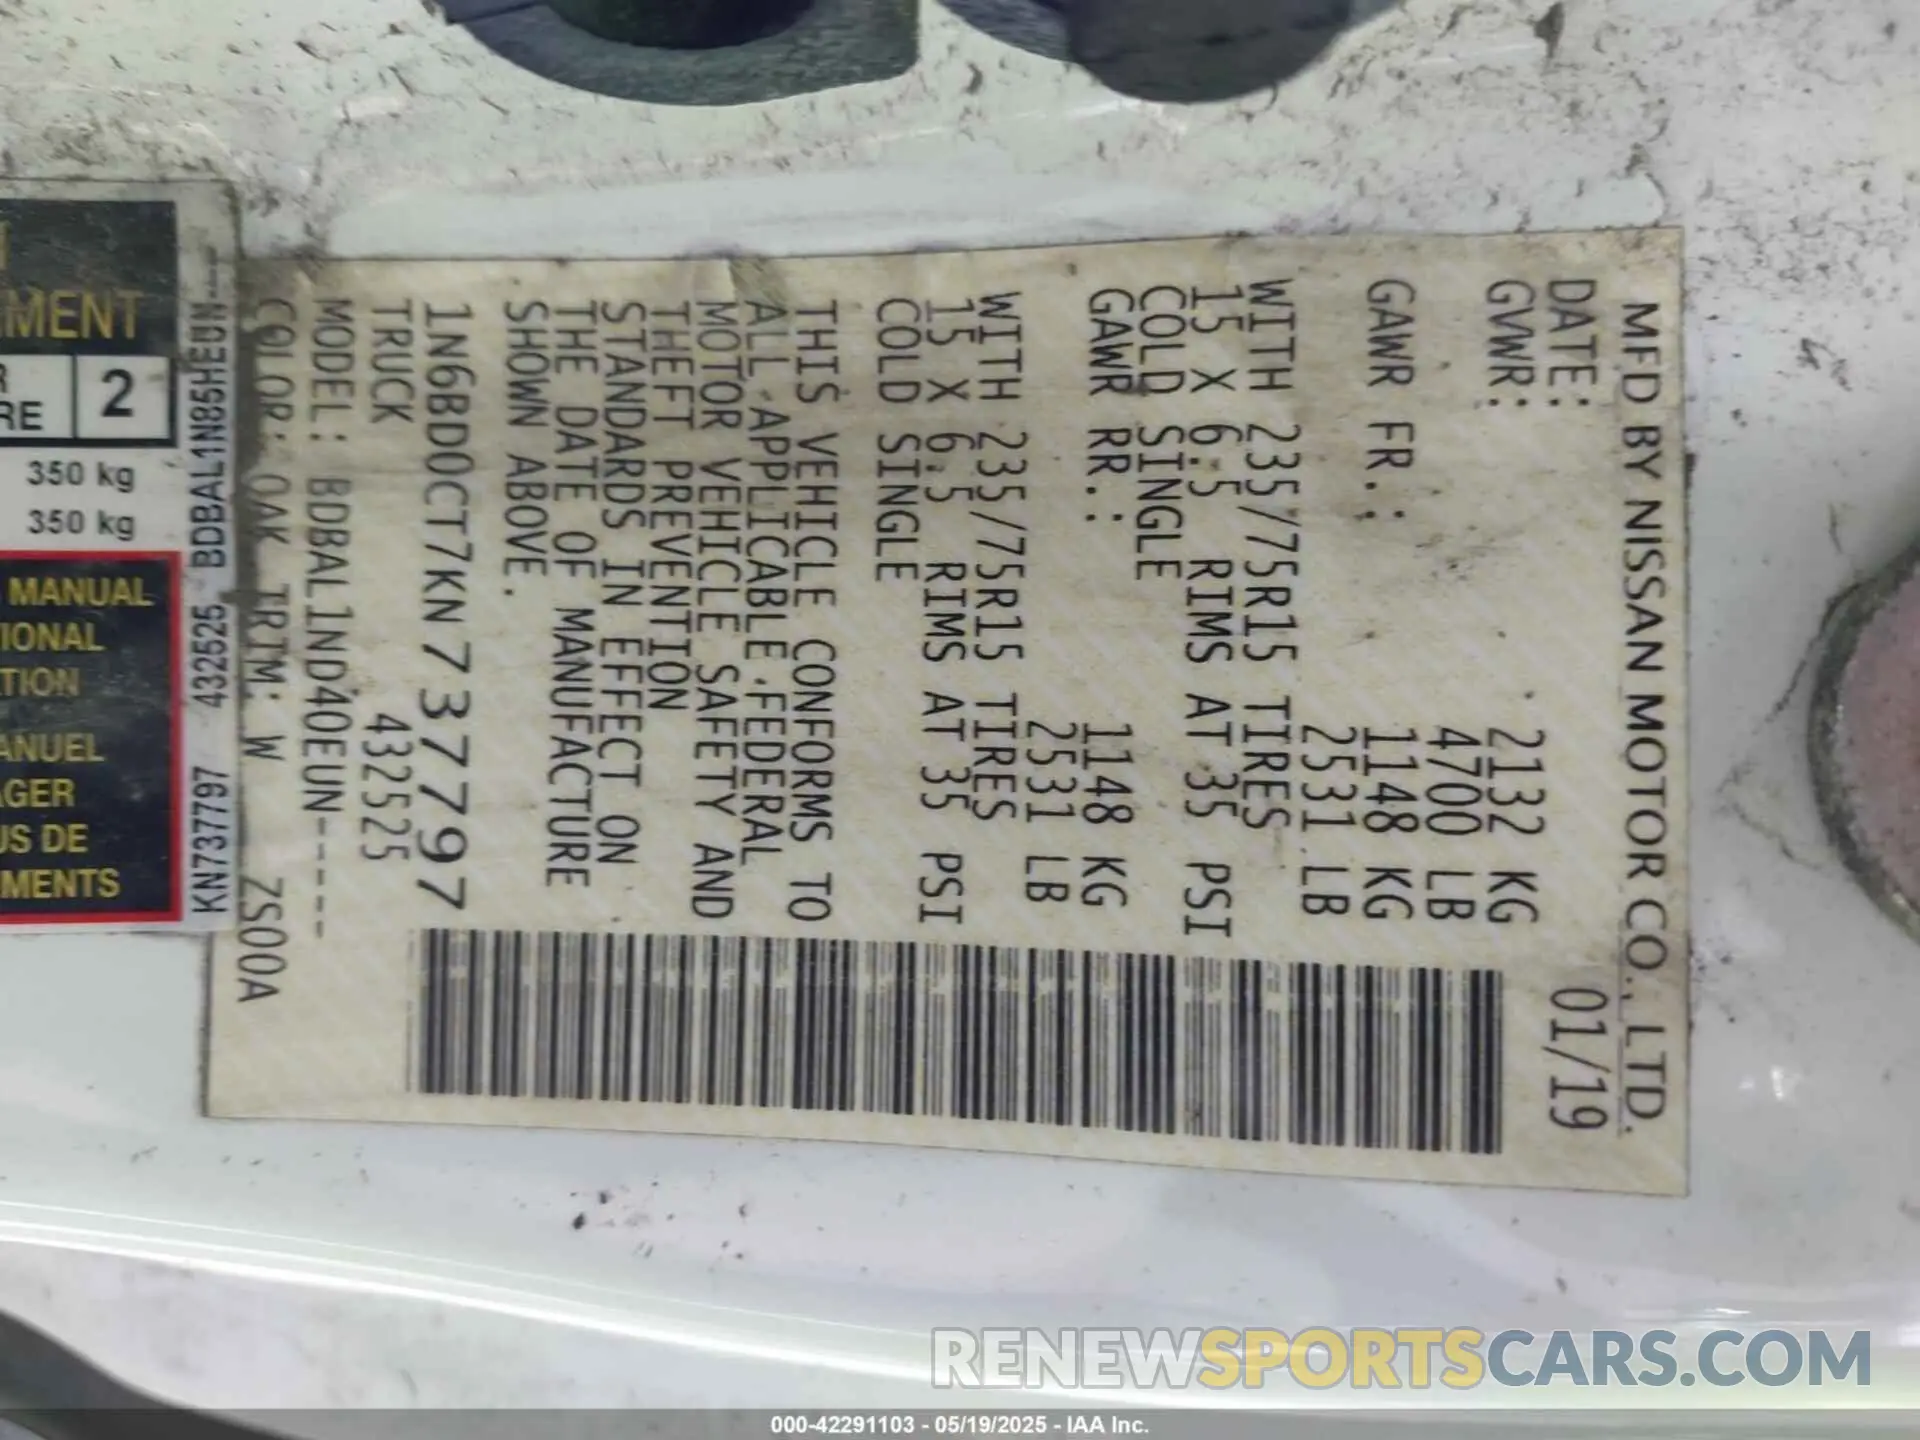 MFD BY NISSAN MOTOR CO., LTD.
DATE: 01/19
GVWR: 2132 KG
4700 LB
GAWR FR.: 1148 KG
2531 LB
WITH 235/75R15 TIRES
15 X 6.5 RIMS AT 35 PSI
COLD SINGLE
GAWR RR.: 1148 KG
2531 LB
WITH 235/75R15 TIRES
15 X 6.5 RIMS AT 35 PSI
COLD SINGLE
THIS VEHICLE CONFORMS TO
ALL APPLICABLE FEDERAL
MOTOR VEHICLE SAFETY AND
THEFT PREVENTION
STANDARDS IN EFFECT ON
THE DATE OF MANUFACTURE
SHOWN ABOVE.
1N6BD0CT7KN737797
TRUCK 432525
MODEL: BDBAL1ND40EUN-----
COLOR: QAK TRIM: W ZS00A
BDBAL1N85HEUN--- 432525 KN737797
MENT
RE 2
350 kg
350 kg
MANUAL
IONAL
TION
ANUEL
AGER
US DE
MENTS
RENEWSPORTSCARS.COM
000-42291103 - 05/19/2025 - IAA Inc.